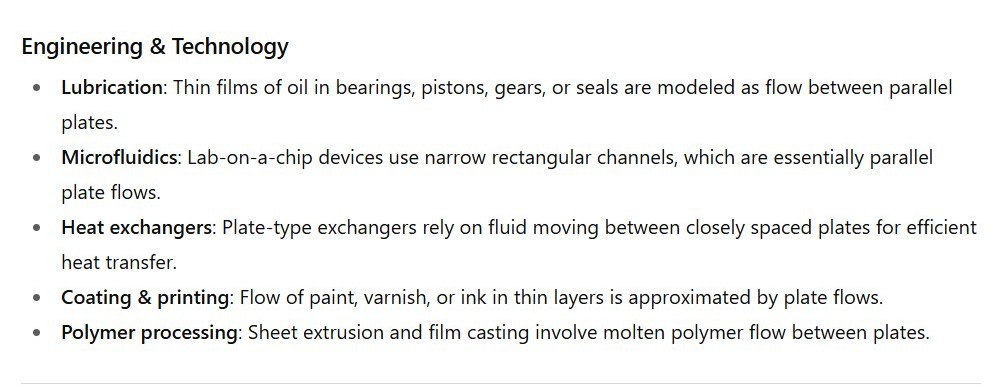 Engineering & Technology
• Lubrication: Thin films of oil in bearings, pistons, gears, or seals are modeled as flow between parallel
plates.
• Microfluidics: Lab-on-a-chip devices use narrow rectangular channels, which are essentially parallel
plate flows.
• Heat exchangers: Plate-type exchangers rely on fluid moving between closely spaced plates for efficient
heat transfer.
• Coating & printing: Flow of paint, varnish, or ink in thin layers is approximated by plate flows.
• Polymer processing: Sheet extrusion and film casting involve molten polymer flow between plates.